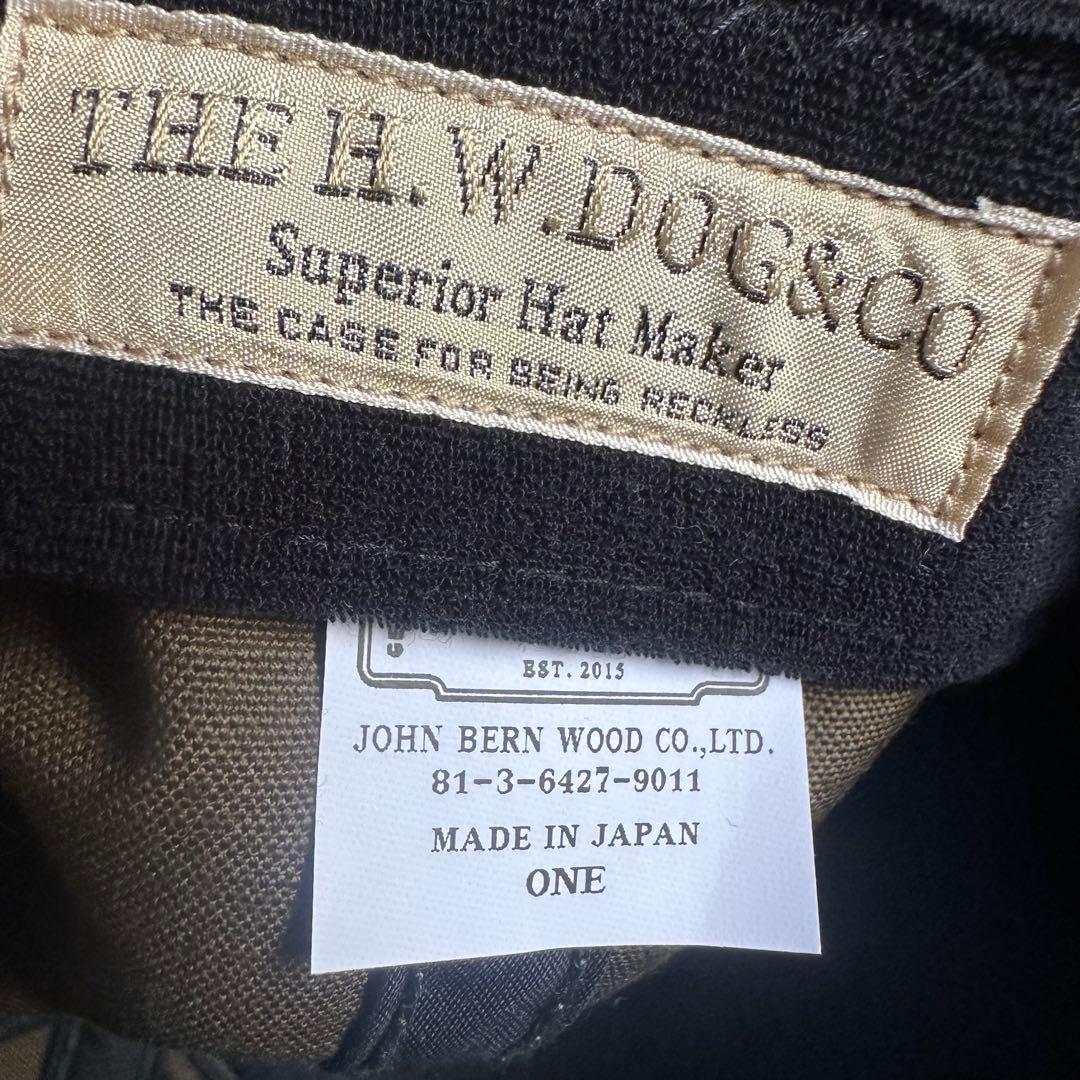 THE H.W.DOG&CO
Superior Hat Maker
THE CASE FOR BEING RECKLESS
EST. 2015
JOHN BERN WOOD CO.,LTD.
81-3-6427-9011
MADE IN JAPAN
ONE